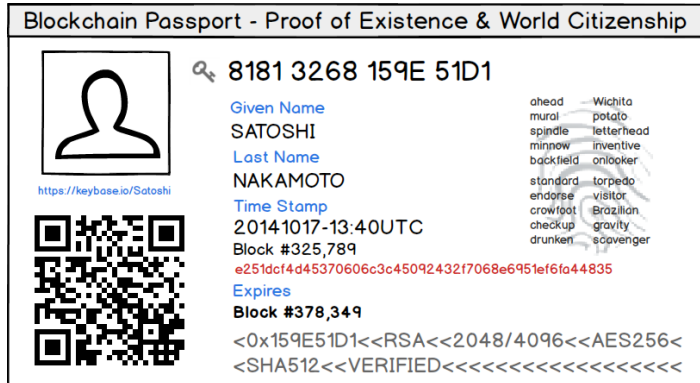 Blockchain Passport - Proof of Existence & World Citizenship
8181 3268 159E 51D1
Given Name
SATOSHI
Last Name
NAKAMOTO
Time Stamp
20141017-13:40UTC
Block #325,789
e251dcf4d45370606c3c45092432f7068e6951ef6fa44835
Expires
Block #378,349
ahead Wichita
mural potato
spindle letterhead
minnow inventive
backfield onlooker
standard torpedo
endorse visitor
crowfoot Brazilian
checkup gravity
drunken scavenger
https://keybase.io/Satoshi
<0x159E51D1<<RSA<<2048/4096<<AES256<
<SHA512<<VERIFIED<<<<<<<<<<<<<<<<<<